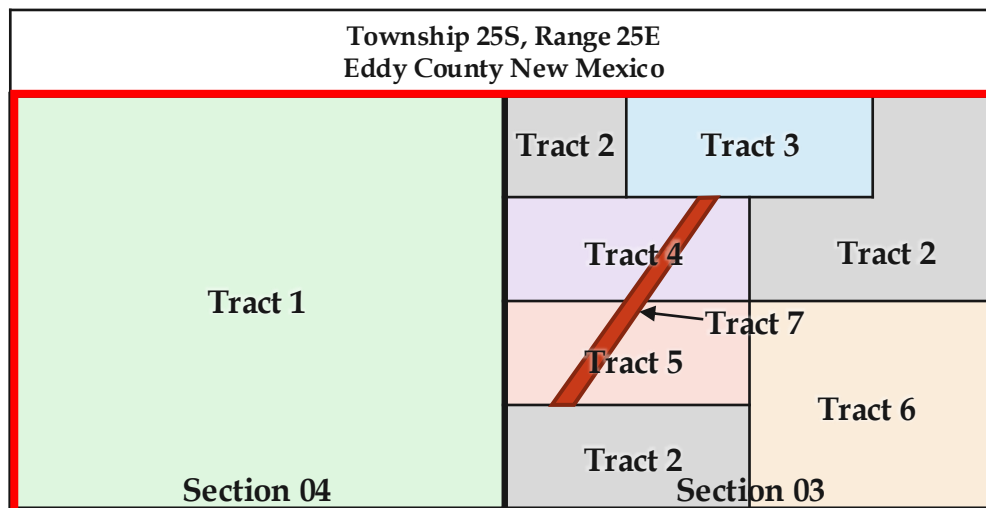 Township 25S, Range 25E
Eddy County New Mexico
Tract 2
Tract 3
Tract 4
Tract 2
Tract 1
Tract 7
Tract 5
Tract 6
Tract 2
Section 04
Section 03